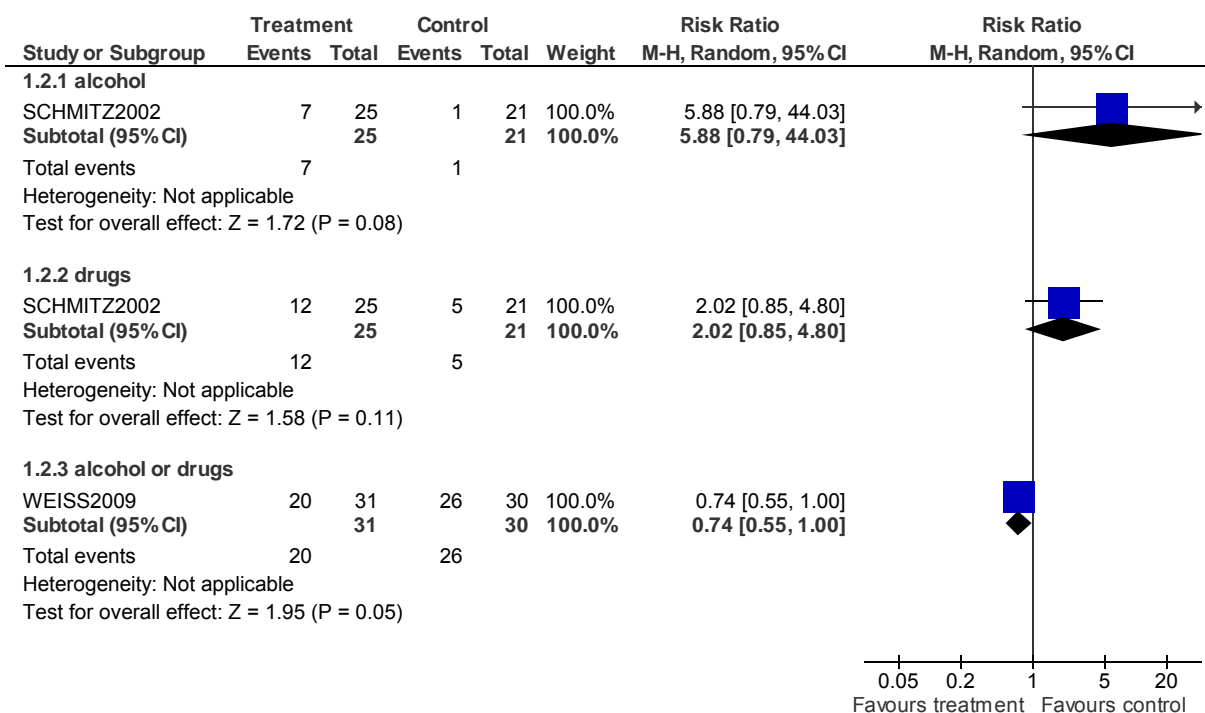 Treatment Control Risk Ratio Risk Ratio
Study or Subgroup Events Total Events Total Weight M-H, Random, 95% CI M-H, Random, 95% CI
1.2.1 alcohol
SCHMITZ2002 7 25 1 21 100.0% 5.88 [0.79, 44.03]
Subtotal (95% CI) 25 21 100.0% 5.88 [0.79, 44.03]
Total events 7 1
Heterogeneity: Not applicable
Test for overall effect: Z = 1.72 (P = 0.08)
1.2.2 drugs
SCHMITZ2002 12 25 5 21 100.0% 2.02 [0.85, 4.80]
Subtotal (95% CI) 25 21 100.0% 2.02 [0.85, 4.80]
Total events 12 5
Heterogeneity: Not applicable
Test for overall effect: Z = 1.58 (P = 0.11)
1.2.3 alcohol or drugs
WEISS2009 20 31 26 30 100.0% 0.74 [0.55, 1.00]
Subtotal (95% CI) 31 30 100.0% 0.74 [0.55, 1.00]
Total events 20 26
Heterogeneity: Not applicable
Test for overall effect: Z = 1.95 (P = 0.05)
0.05 0.2 1 5 20
Favours treatment Favours control